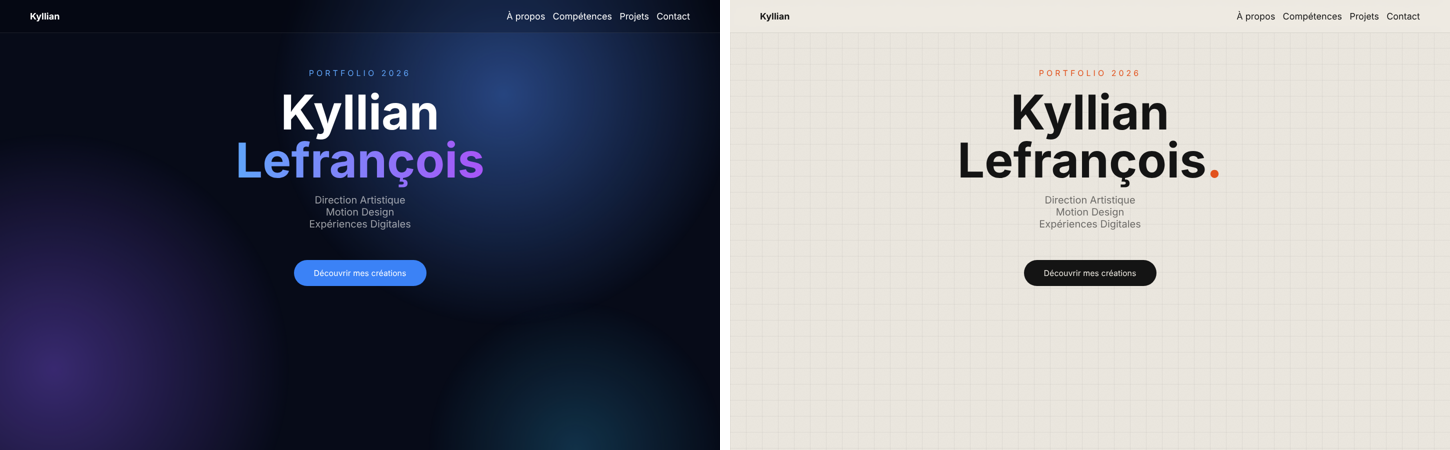 Kyllian
À propos Compétences Projets Contact
PORTFOLIO 2026
Kyllian
Lefrançois
Direction Artistique
Motion Design
Expériences Digitales
Découvrir mes créations
Kyllian
À propos Compétences Projets Contact
PORTFOLIO 2026
Kyllian
Lefrançois.
Direction Artistique
Motion Design
Expériences Digitales
Découvrir mes créations